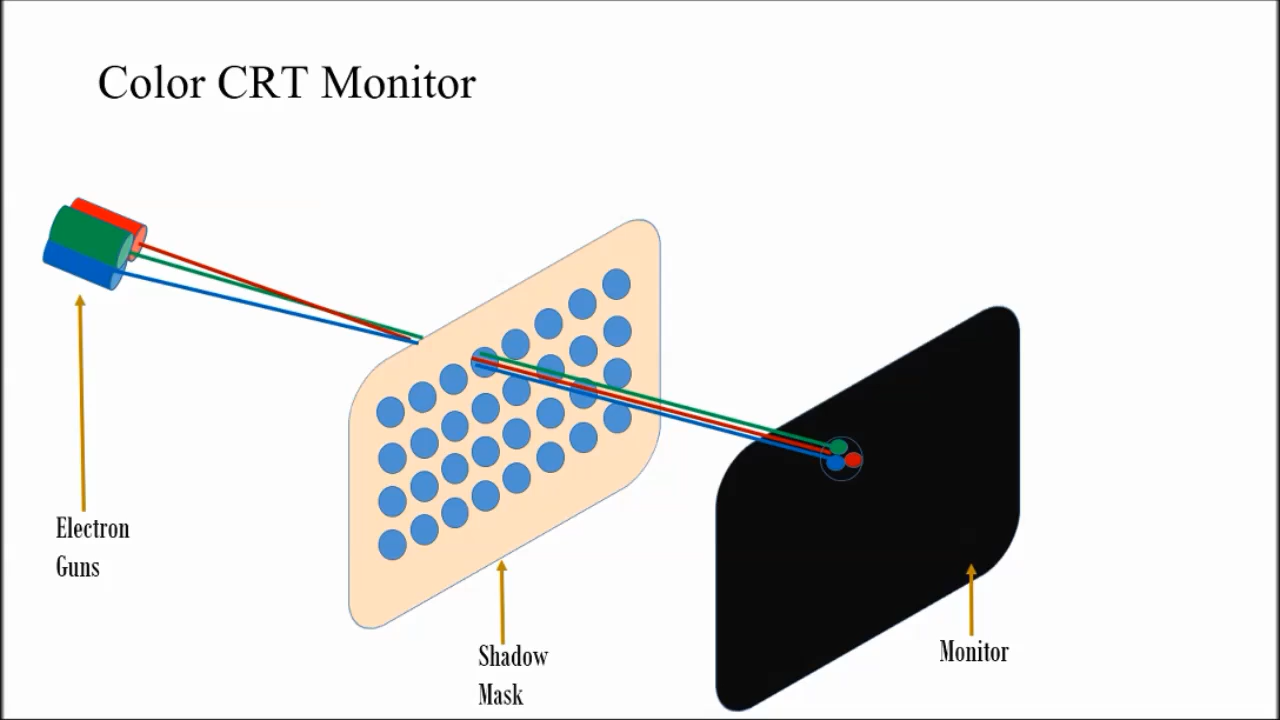 Color CRT Monitor
Electron
Guns
Shadow
Mask
Monitor